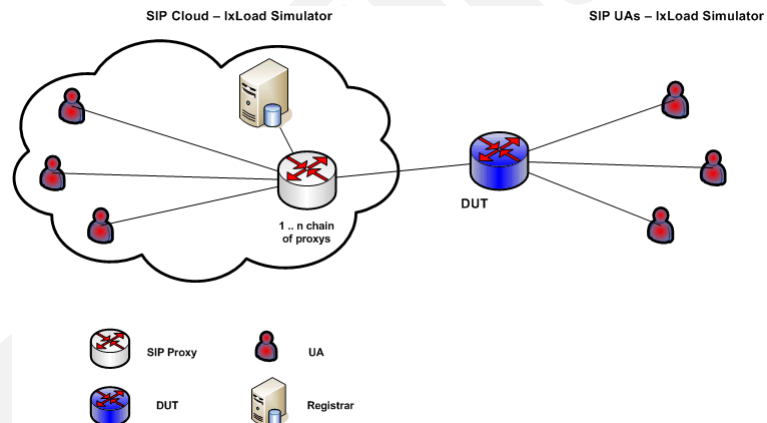 SIP Cloud – IxLoad Simulator
SIP UAs – IxLoad Simulator
DUT
1 .. n chain
of proxys
SIP Proxy
UA
DUT
Registrar